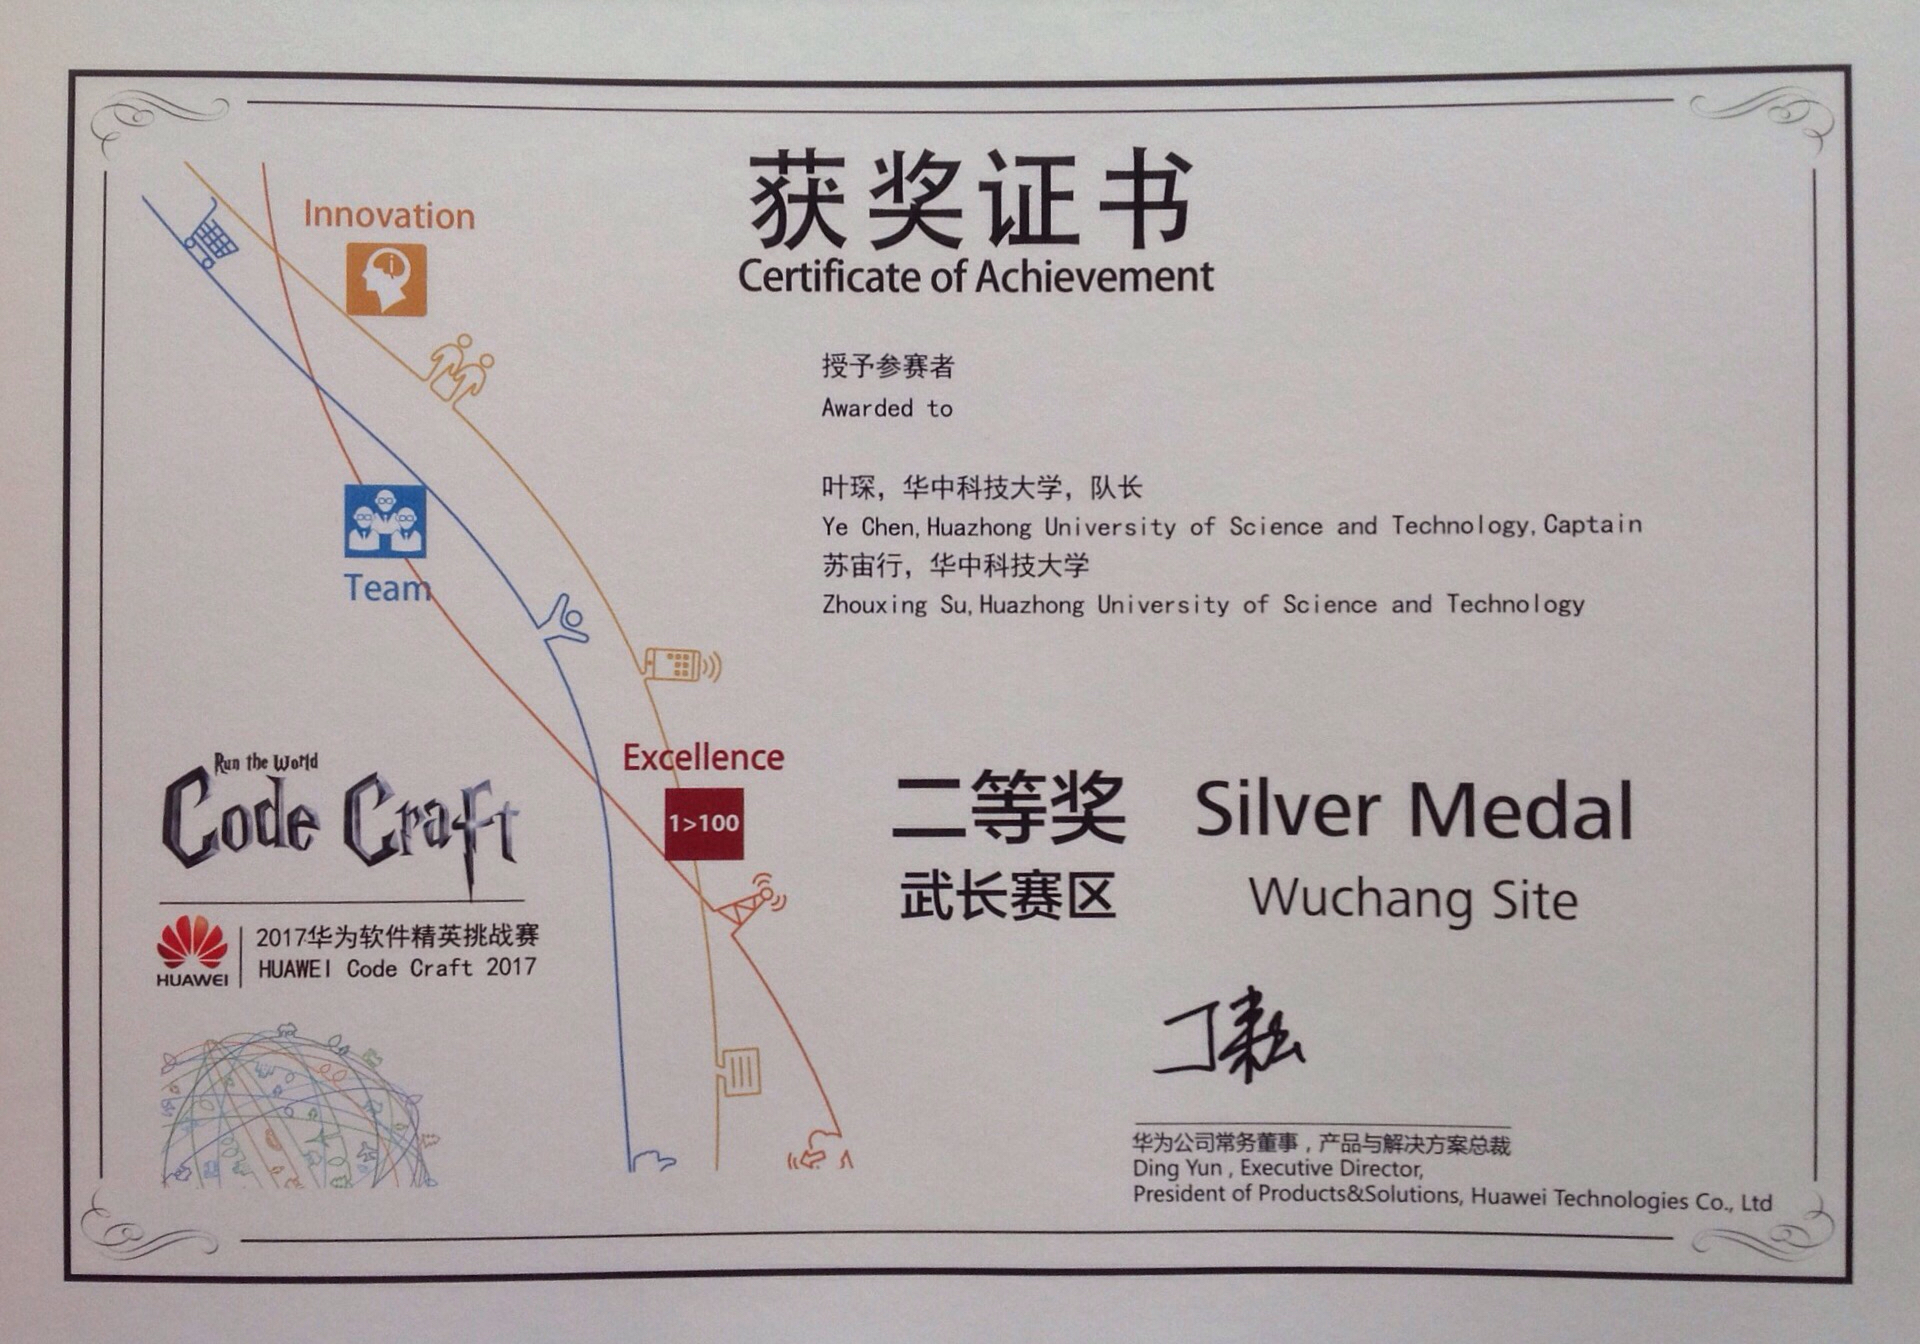 获奖证书
Certificate of Achievement
Innovation
授予参赛者
Awarded to
叶琛，华中科技大学，队长
Ye Chen,Huazhong University of Science and Technology,Captain
苏宙行，华中科技大学
Zhouxing Su,Huazhong University of Science and Technology
Team
Excellence
1>100
Run the World
Code Craft
HUAWEI
2017华为软件精英挑战赛
HUAWEI Code Craft 2017
二等奖 Silver Medal
武长赛区 Wuchang Site
丁耘
华为公司常务董事，产品与解决方案总裁
Ding Yun , Executive Director,
President of Products&Solutions, Huawei Technologies Co., Ltd